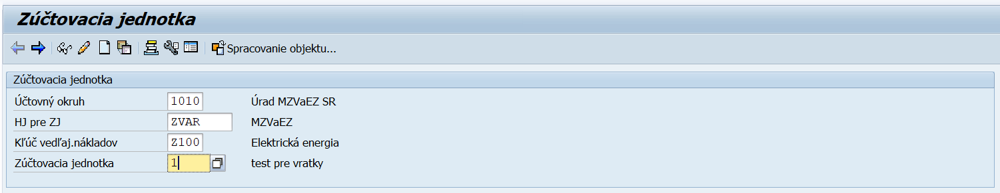 Zúčtovacia jednotka
Spracovanie objektu...
Zúčtovacia jednotka
Účtovný okruh 1010 Úrad MZVaEZ SR
HJ pre ZJ ZVAR MZVaEZ
Kľúč vedľaj.nákladov Z100 Elektrická energia
Zúčtovacia jednotka 1 test pre vratky